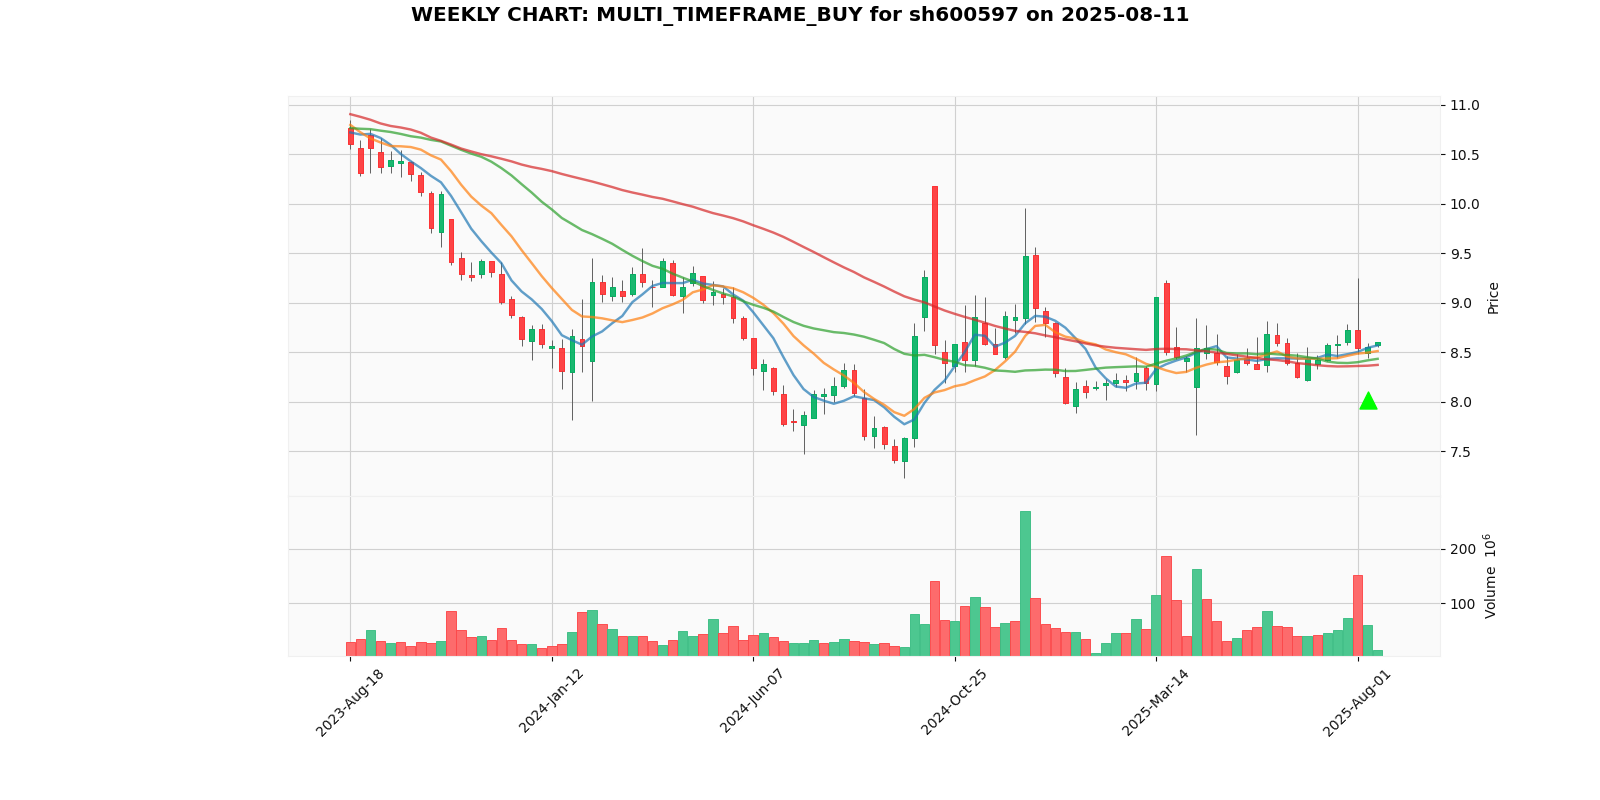 WEEKLY CHART: MULTI_TIMEFRAME_BUY for sh600597 on 2025-08-11
11.0
10.5
10.0
9.5
9.0
8.5
8.0
7.5
Price
200
100
Volume 10⁶
2023-Aug-18
2024-Jan-12
2024-Jun-07
2024-Oct-25
2025-Mar-14
2025-Aug-01